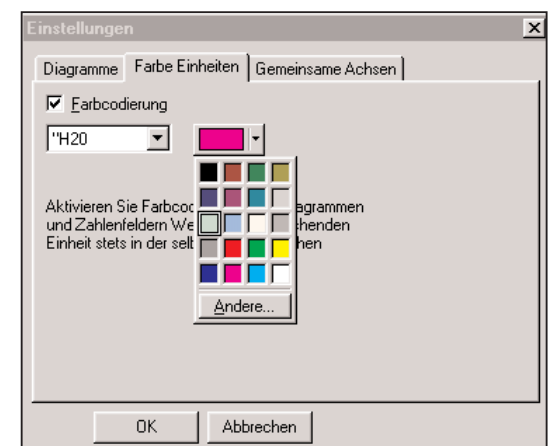 Einstellungen
Diagramme Farbe Einheiten Gemeinsame Achsen
Farbcodierung
"H20
Aktivieren Sie Farbcod agrammen
und Zahlenfeldern We henden
Einheit stets in der selb hen
Andere...
OK Abbrechen